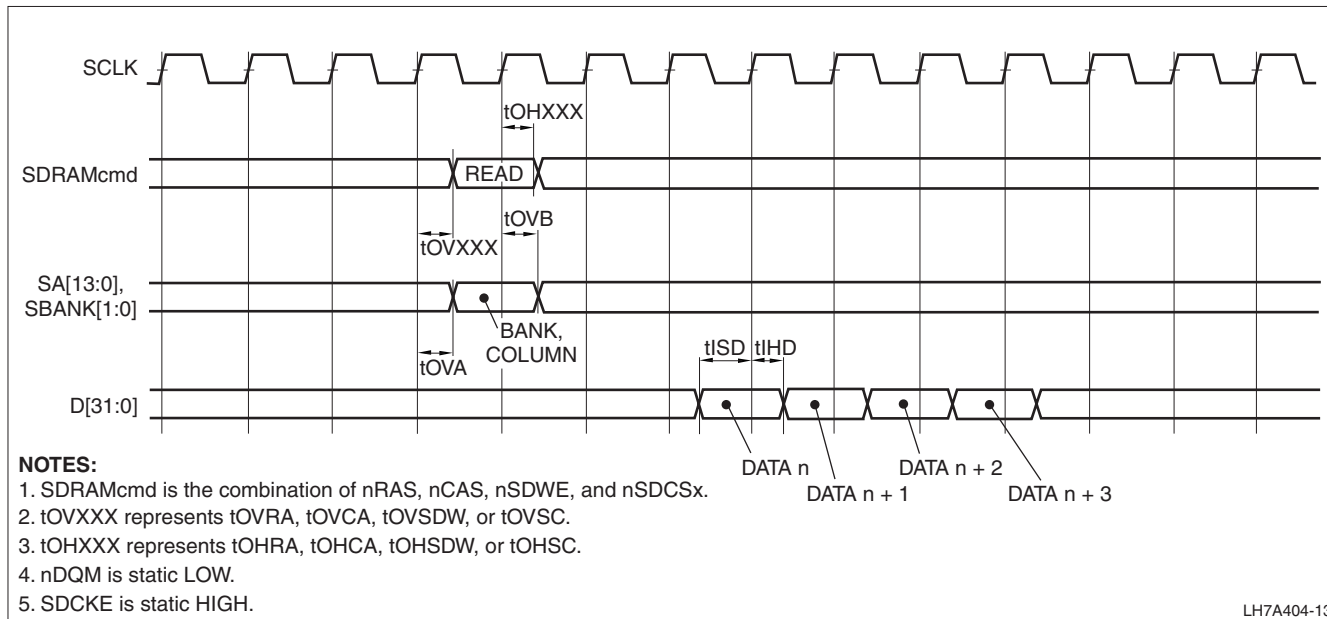 SCLK
tOHXXX
SDRAMcmd
READ
tOVB
tOVXXX
SA[13:0],
SBANK[1:0]
BANK,
COLUMN
tOVA
tISD
tIHD
D[31:0]
DATA n
DATA n + 1
DATA n + 2
DATA n + 3
NOTES:
1. SDRAMcmd is the combination of nRAS, nCAS, nSDWE, and nSDCSx.
2. tOVXXX represents tOVRA, tOVCA, tOVSDW, or tOVSC.
3. tOHXXX represents tOHRA, tOHCA, tOHSDW, or tOHSC.
4. nDQM is static LOW.
5. SDCKE is static HIGH.
LH7A404-13